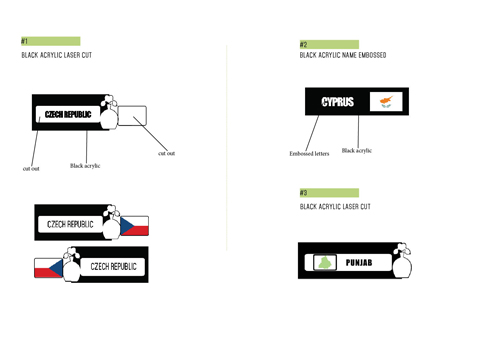 #1
BLACK ACRYLIC LASER CUT
CZECH REPUBLIC
cut out
Black acrylic
cut out
CZECH REPUBLIC
CZECH REPUBLIC
#2
BLACK ACRYLIC NAME EMBOSSED
CYPRUS
Embossed letters
Black acrylic
#3
BLACK ACRYLIC LASER CUT
PUNJAB